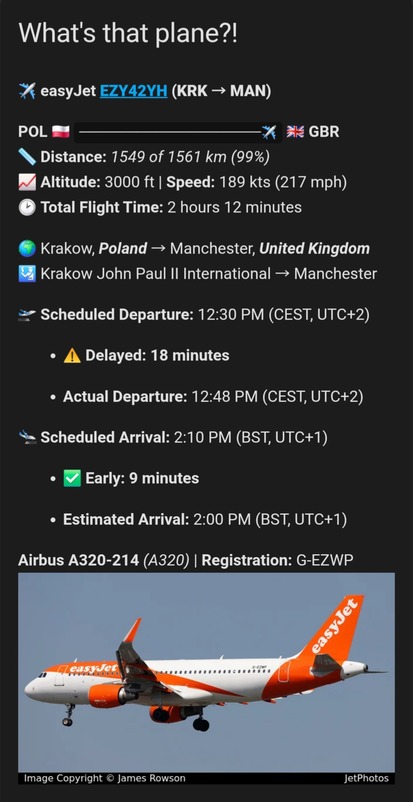 What's that plane?!
✈️ easyJet EZY42YH (KRK → MAN)
POL 🇵🇱 ✈️ 🇬🇧 GBR
📏 Distance: 1549 of 1561 km (99%)
📈 Altitude: 3000 ft | Speed: 189 kts (217 mph)
🕑 Total Flight Time: 2 hours 12 minutes
🌍 Krakow, Poland → Manchester, United Kingdom
🛂 Krakow John Paul II International → Manchester
🛫 Scheduled Departure: 12:30 PM (CEST, UTC+2)
• ⚠️ Delayed: 18 minutes
• Actual Departure: 12:48 PM (CEST, UTC+2)
🛬 Scheduled Arrival: 2:10 PM (BST, UTC+1)
• ✅ Early: 9 minutes
• Estimated Arrival: 2:00 PM (BST, UTC+1)
Airbus A320-214 (A320) | Registration: G-EZWP
easyJet
easyJet
G-EZWP
Image Copyright © James Rowson
JetPhotos